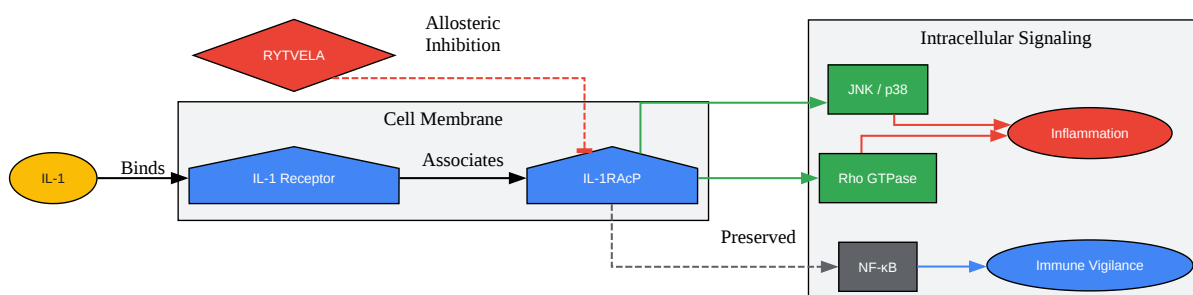 RYTVELA
Allosteric
Inhibition
Intracellular Signaling
JNK / p38
Cell Membrane
Inflammation
IL-1
Binds
IL-1 Receptor
Associates
IL-1RAcP
Rho GTPase
Preserved
NF-κB
Immune Vigilance